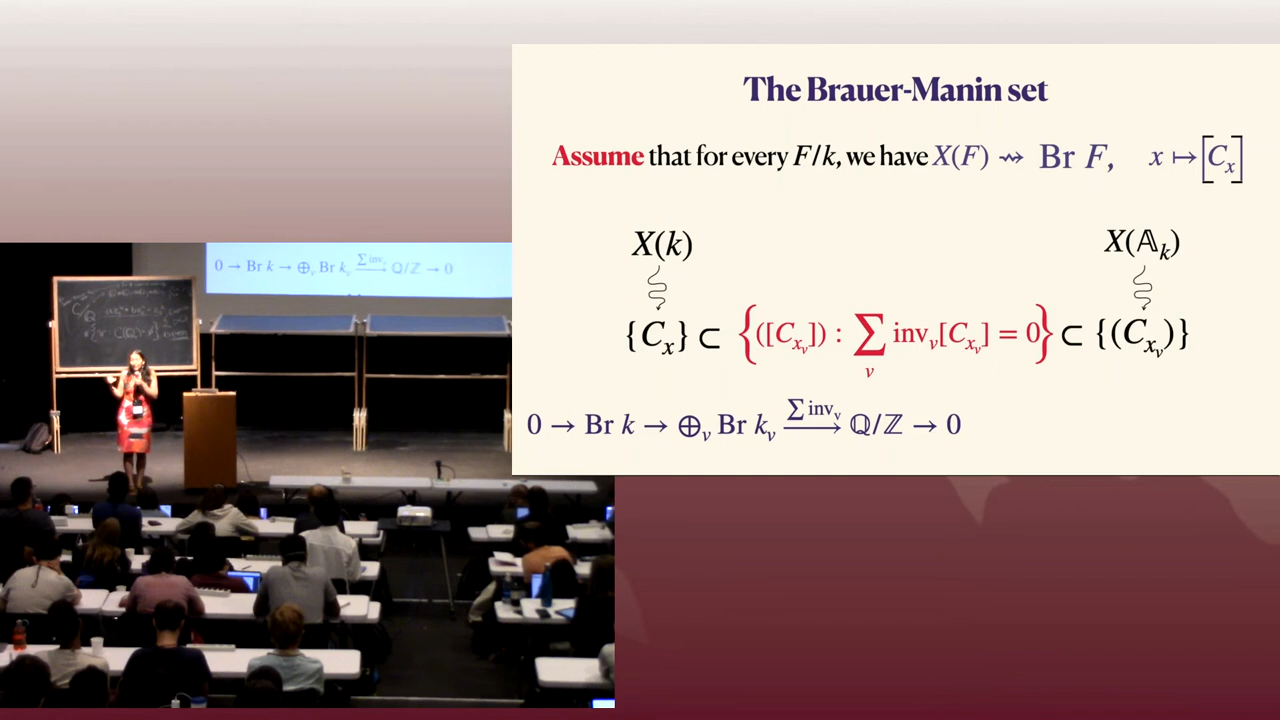 The Brauer-Manin set
Assume that for every F/k, we have X(F) ⇝ Br F, x ↦ [C_x]
X(k) X(𝔸_k)
{C_x} ⊂ {([C_{x_v}]) : ∑_v inv_v[C_{x_v}] = 0} ⊂ {(C_{x_v})}
0 → Br k → ⊕_v Br k_v —∑ inv_v→ ℚ/ℤ → 0
0 → Br k → ⊕_v Br k_v —∑ inv_v→ ℚ/ℤ → 0